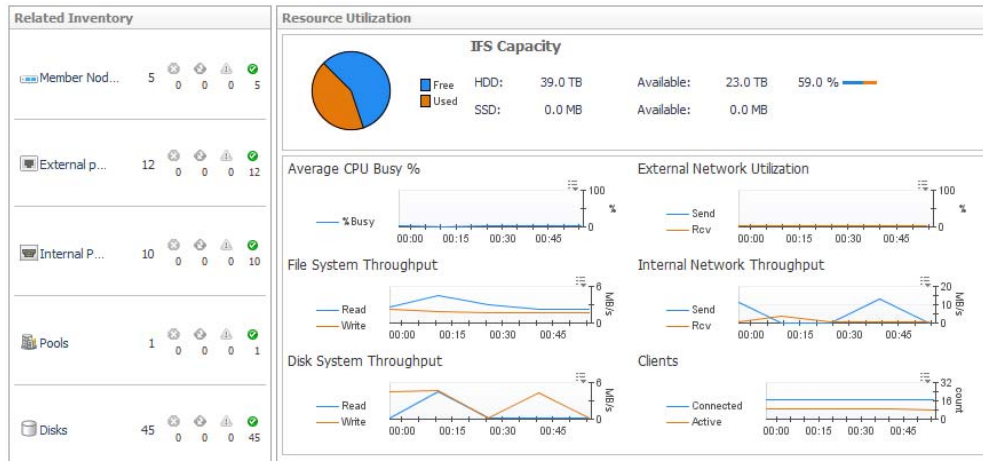 Related Inventory
Member Nod... 5 0 0 0 5
External p... 12 0 0 0 12
Internal P... 10 0 0 0 10
Pools 1 0 0 0 1
Disks 45 0 0 0 45
Resource Utilization
IFS Capacity
Free
Used
HDD: 39.0 TB Available: 23.0 TB 59.0 %
SSD: 0.0 MB Available: 0.0 MB
Average CPU Busy %
% Busy
100
%
0
00:00 00:15 00:30 00:45
External Network Utilization
Send
Rcv
100
%
0
00:00 00:15 00:30 00:45
File System Throughput
Read
Write
6
MB/s
0
00:00 00:15 00:30 00:45
Internal Network Throughput
Send
Rcv
20
10
MB/s
0
00:00 00:15 00:30 00:45
Disk System Throughput
Read
Write
6
MB/s
0
00:00 00:15 00:30 00:45
Clients
Connected
Active
32
16
count
0
00:00 00:15 00:30 00:45